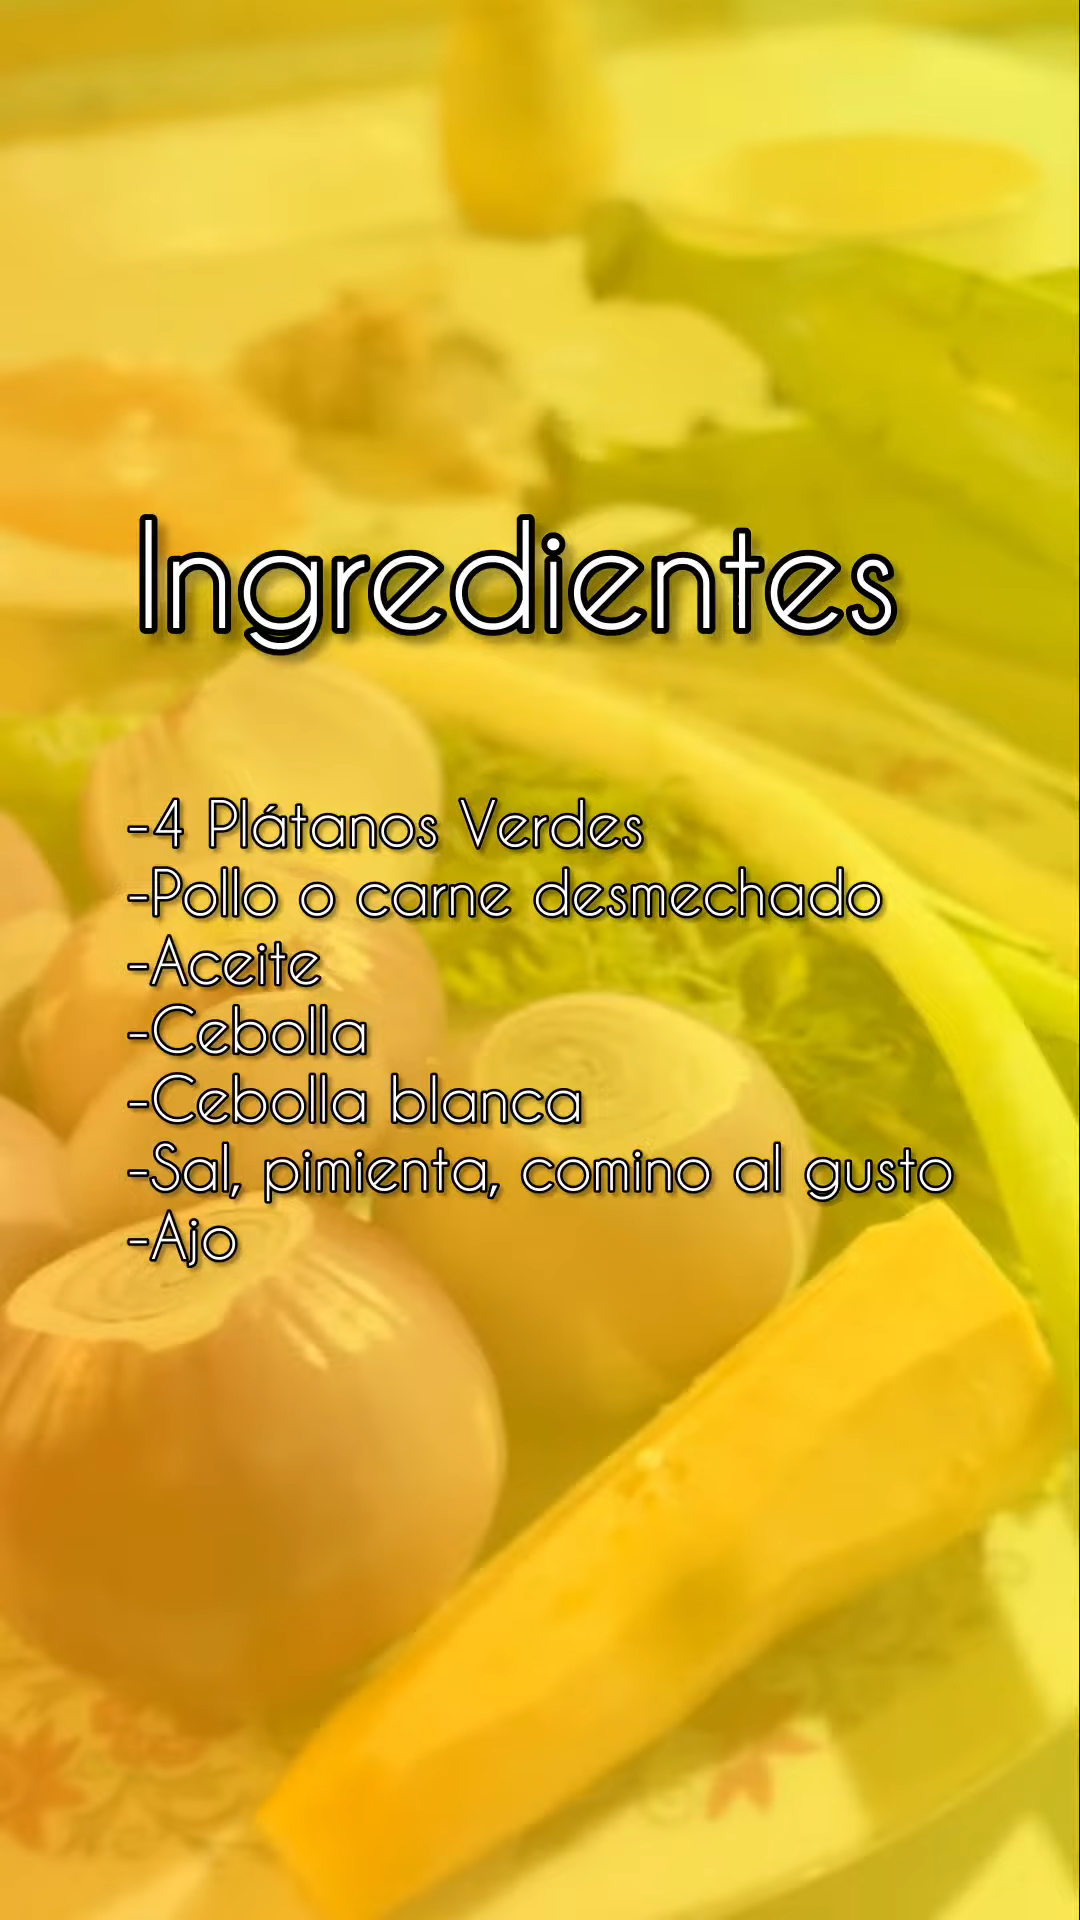 Ingredientes
-4 Plátanos Verdes
-Pollo o carne desmechado
-Aceite
-Cebolla
-Cebolla blanca
-Sal, pimienta, comino al gusto
-Ajo